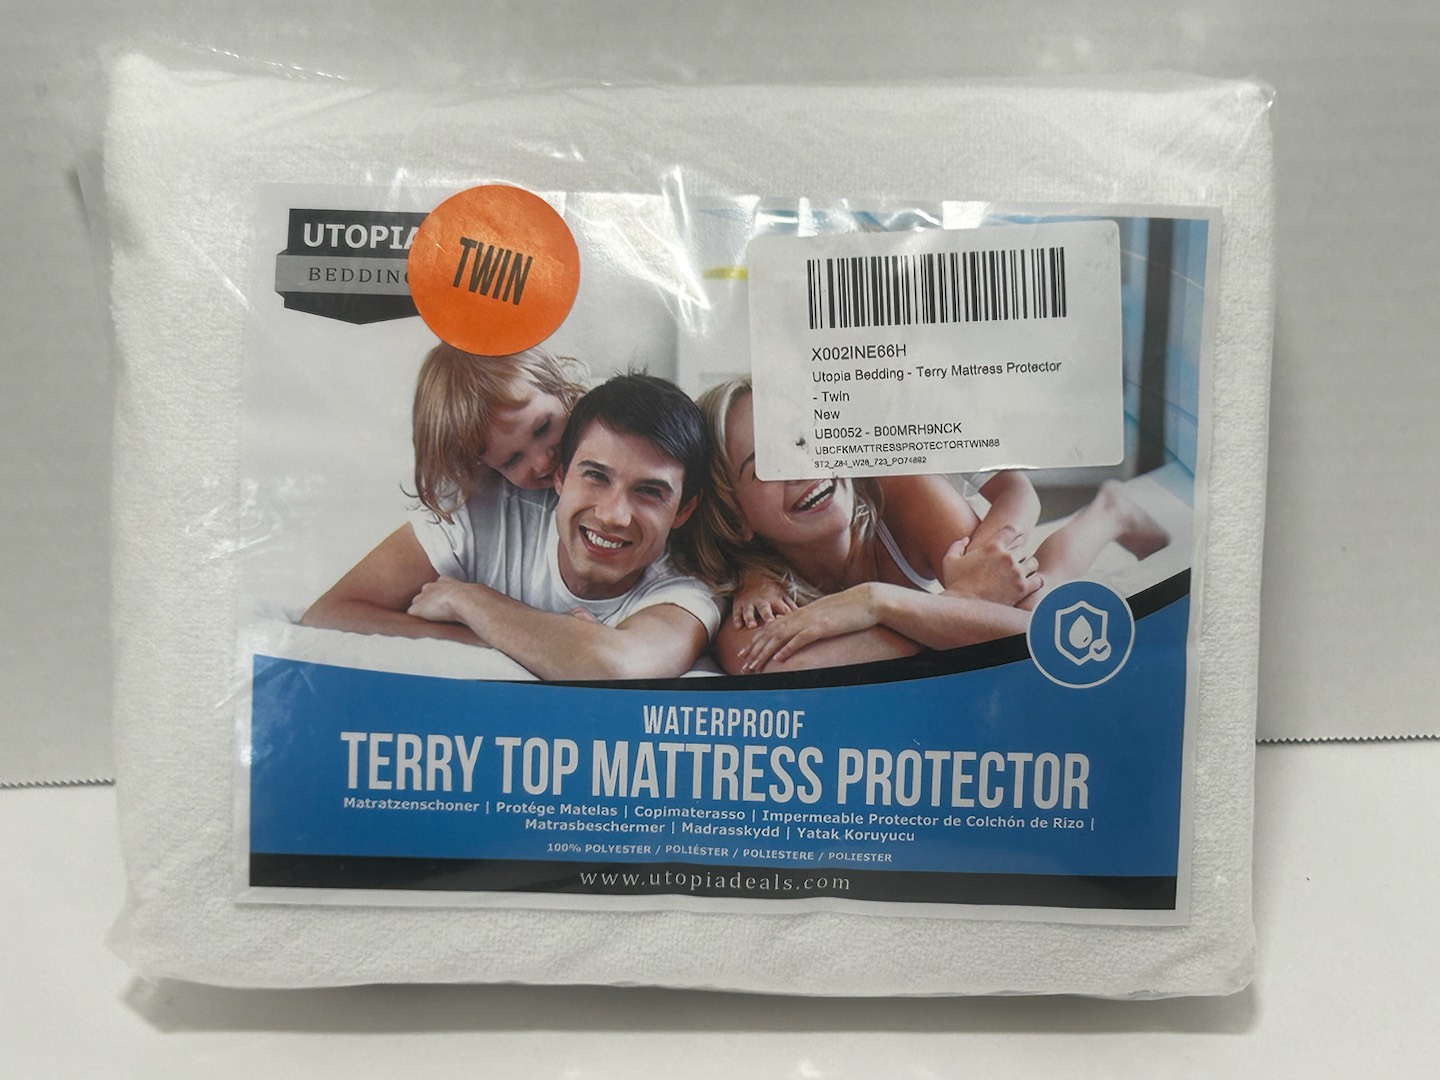 UTOPIA
BEDDING
TWIN
X002INE66H
Utopia Bedding - Terry Mattress Protector
- Twin
New
UB0052 - B00MRH9NCK
UBCFKMATTRESSPROTECTORTWIN88
ST2_Z84_W28_723_PO74892
WATERPROOF
TERRY TOP MATTRESS PROTECTOR
Matratzenschoner | Protége Matelas | Copimaterasso | Impermeable Protector de Colchón de Rizo |
Matrasbeschermer | Madrasskydd | Yatak Koruyucu
100% POLYESTER / POLIÉSTER / POLIESTERE / POLIESTER
www.utopiadeals.com